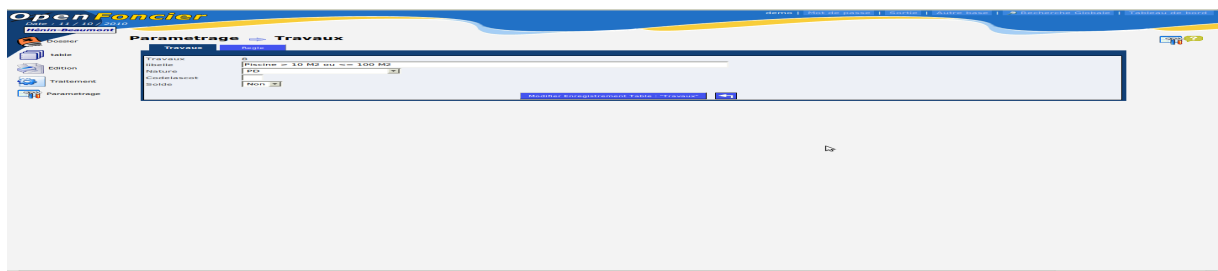 OpenFoncier
Date : 11 / 10 / 2010
Hénin-Beaumont
demo | Mot de passe | Sortie | Autre base | Recherche Globale | Tableau de bord
Dossier
table
Edition
Traitement
Parametrage
Parametrage Travaux
Travaux Regle
Travaux 6
libelle Piscine > 10 M2 ou <= 100 M2
Nature PD
Codelascot
Solde Non
Modifier Enregistrement Table : "Travaux"